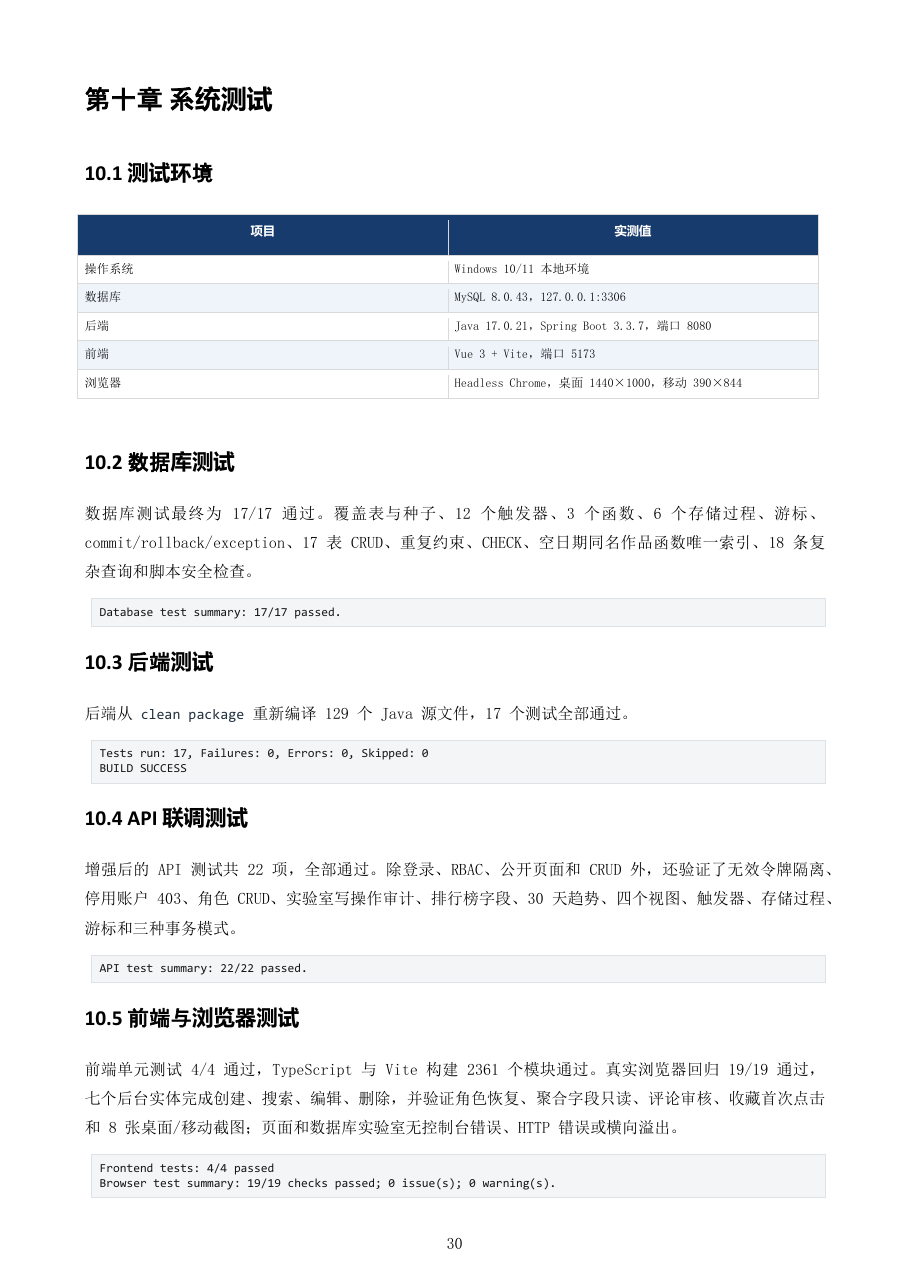 第十章 系统测试
10.1 测试环境
项目 实测值
操作系统 Windows 10/11 本地环境
数据库 MySQL 8.0.43，127.0.0.1:3306
后端 Java 17.0.21，Spring Boot 3.3.7，端口 8080
前端 Vue 3 + Vite，端口 5173
浏览器 Headless Chrome，桌面 1440×1000，移动 390×844
10.2 数据库测试
数据库测试最终为 17/17 通过。覆盖表与种子、12 个触发器、3 个函数、6 个存储过程、游标、
commit/rollback/exception、17 表 CRUD、重复约束、CHECK、空日期同名作品函数唯一索引、18 条复
杂查询和脚本安全检查。
Database test summary: 17/17 passed.
10.3 后端测试
后端从 clean package 重新编译 129 个 Java 源文件，17 个测试全部通过。
Tests run: 17, Failures: 0, Errors: 0, Skipped: 0
BUILD SUCCESS
10.4 API 联调测试
增强后的 API 测试共 22 项，全部通过。除登录、RBAC、公开页面和 CRUD 外，还验证了无效令牌隔离、
停用账户 403、角色 CRUD、实验室写操作审计、排行榜字段、30 天趋势、四个视图、触发器、存储过程、
游标和三种事务模式。
API test summary: 22/22 passed.
10.5 前端与浏览器测试
前端单元测试 4/4 通过，TypeScript 与 Vite 构建 2361 个模块通过。真实浏览器回归 19/19 通过，
七个后台实体完成创建、搜索、编辑、删除，并验证角色恢复、聚合字段只读、评论审核、收藏首次点击
和 8 张桌面/移动截图；页面和数据库实验室无控制台错误、HTTP 错误或横向溢出。
Frontend tests: 4/4 passed
Browser test summary: 19/19 checks passed; 0 issue(s); 0 warning(s).
30